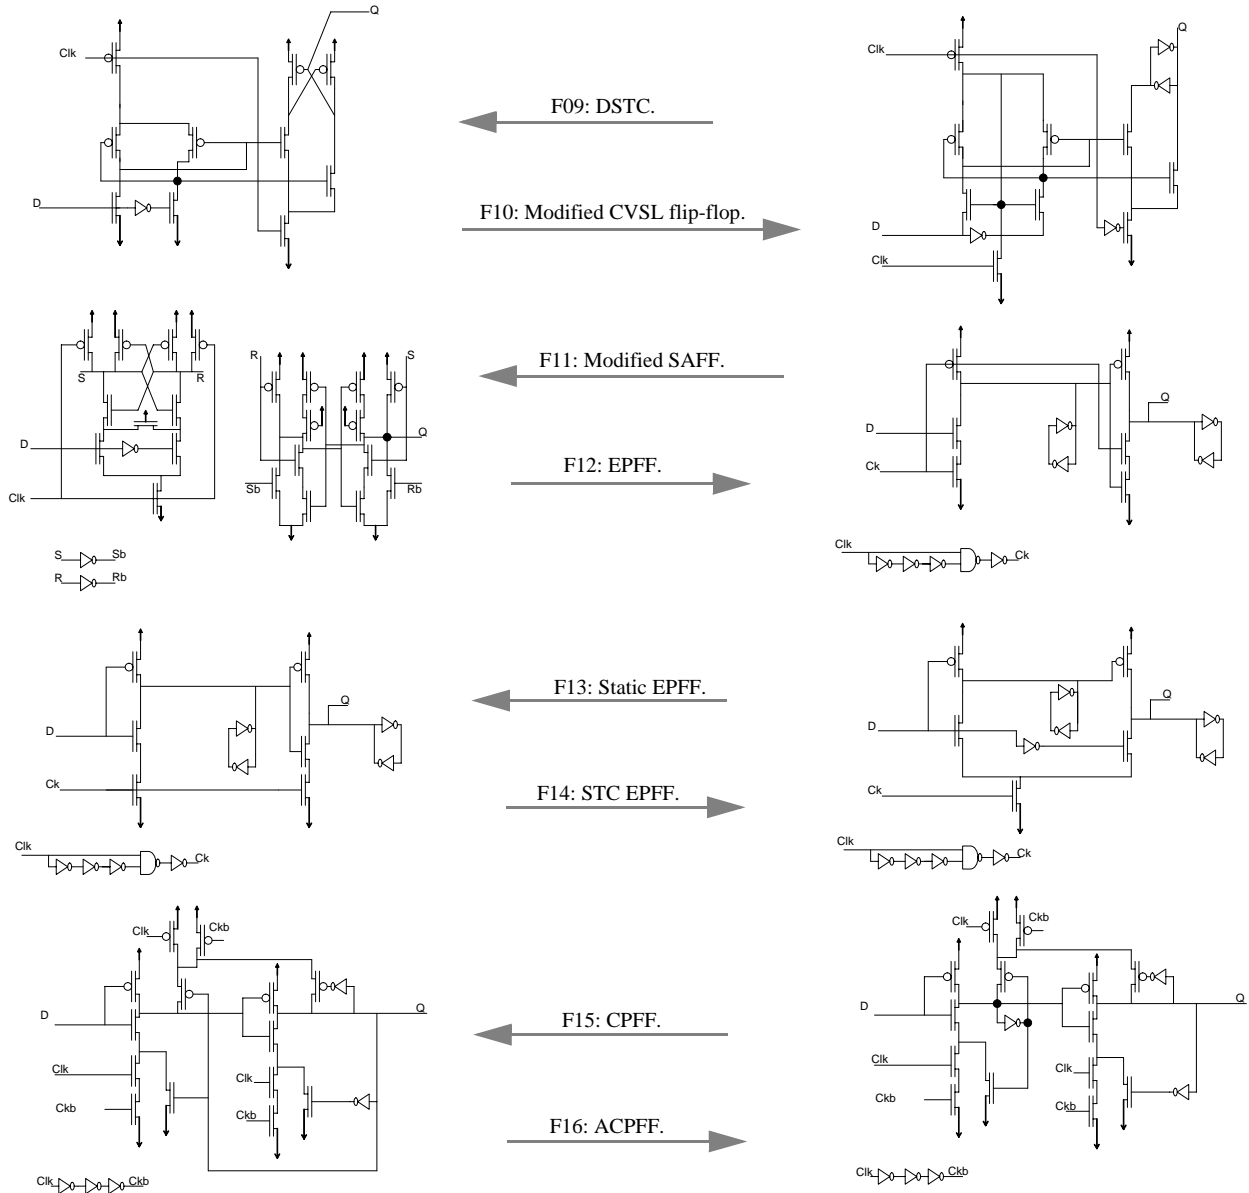 Q
Clk
F09: DSTC.
D
F10: Modified CVSL flip-flop.
Q
Clk
D
Clk
S
R
D
Clk
R
S
Q
Sb
Rb
S
Sb
R
Rb
F11: Modified SAFF.
F12: EPFF.
Q
D
Ck
Clk
Ck
Q
D
Ck
Clk
Ck
F13: Static EPFF.
F14: STC EPFF.
Q
D
Ck
Clk
Ck
Clk
Ckb
D
Q
Clk
Clk
Ckb
Ckb
Clk
Ckb
F15: CPFF.
F16: ACPFF.
Clk
Ckb
Q
D
Clk
Clk
Ckb
Ckb
Clk
Ckb